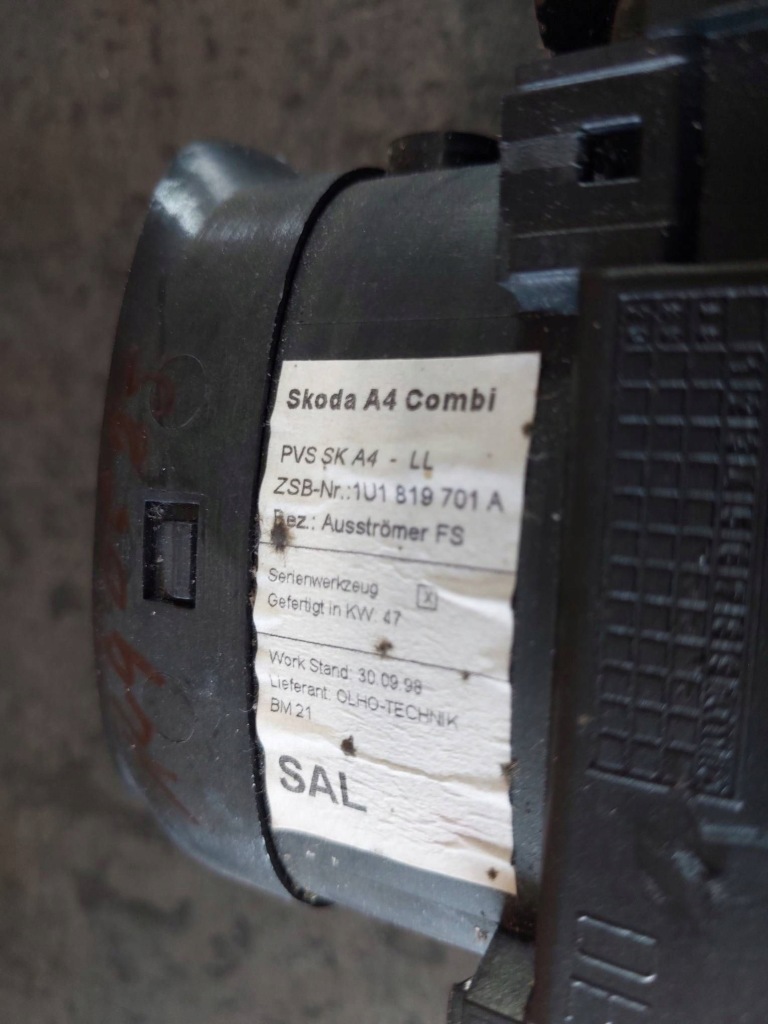 Skoda A4 Combi
PVS SK A4 - LL
ZSB-Nr.:1U1 819 701 A
Bez.: Ausströmer FS
Serienwerkzeug X
Gefertigt in KW: 47
Work Stand: 30.09.98
Lieferant: OLHO-TECHNIK
BM 21
SAL